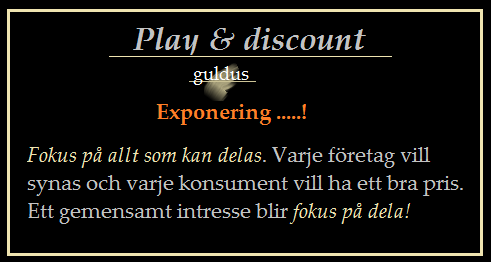 Play & discount
guldus
Exponering .....!
Fokus på allt som kan delas. Varje företag vill
synas och varje konsument vill ha ett bra pris.
Ett gemensamt intresse blir fokus på dela!